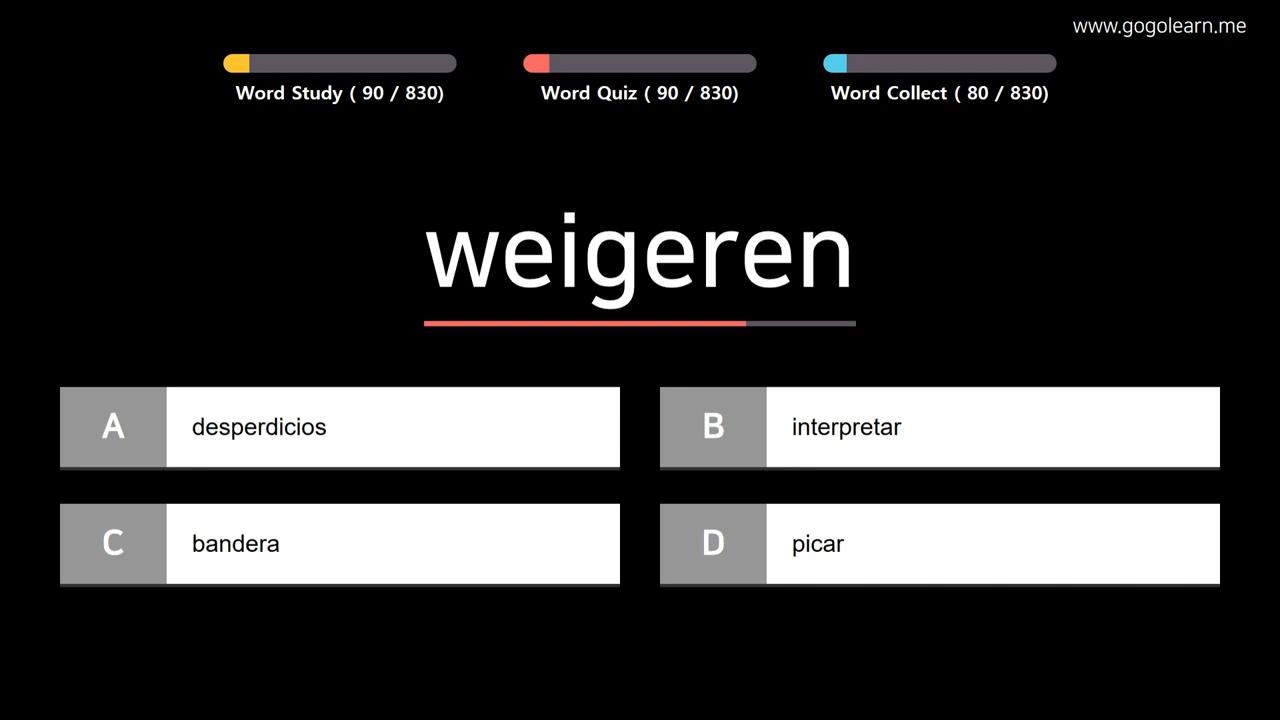 www.gogolearn.me
Word Study ( 90 / 830)
Word Quiz ( 90 / 830)
Word Collect ( 80 / 830)
weigeren
A desperdicios
B interpretar
C bandera
D picar